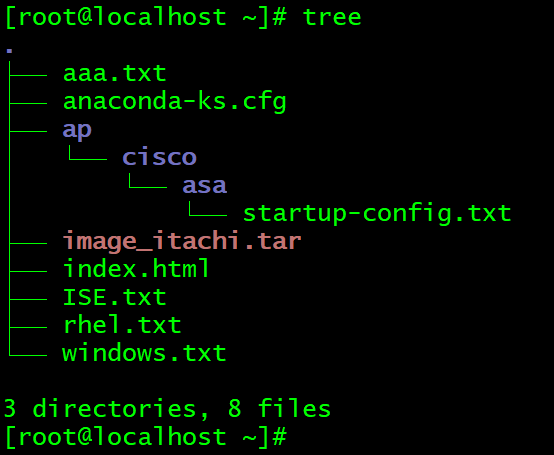 [root@localhost ~]# tree
.
├── aaa.txt
├── anaconda-ks.cfg
├── ap
│   └── cisco
│       └── asa
│           └── startup-config.txt
├── image_itachi.tar
├── index.html
├── ISE.txt
├── rhel.txt
└── windows.txt

3 directories, 8 files
[root@localhost ~]#